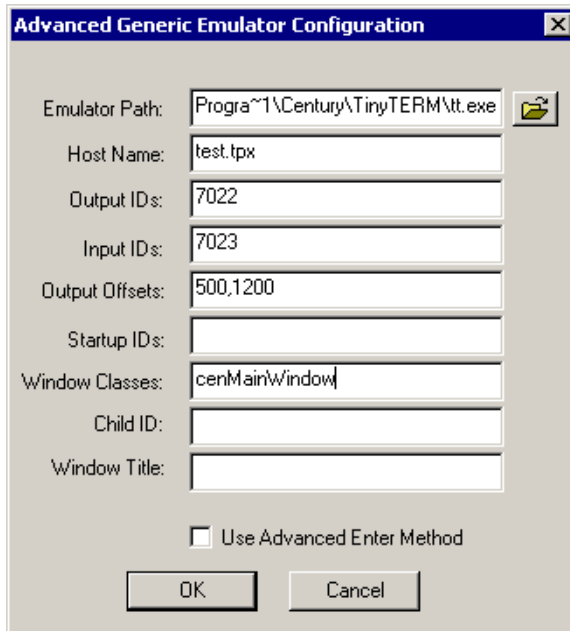 Advanced Generic Emulator Configuration
Emulator Path: Progra~1\Century\TinyTERM\tt.exe
Host Name: test.tpx
Output IDs: 7022
Input IDs: 7023
Output Offsets: 500,1200
Startup IDs:
Window Classes: cenMainWindow
Child ID:
Window Title:
Use Advanced Enter Method
OK Cancel